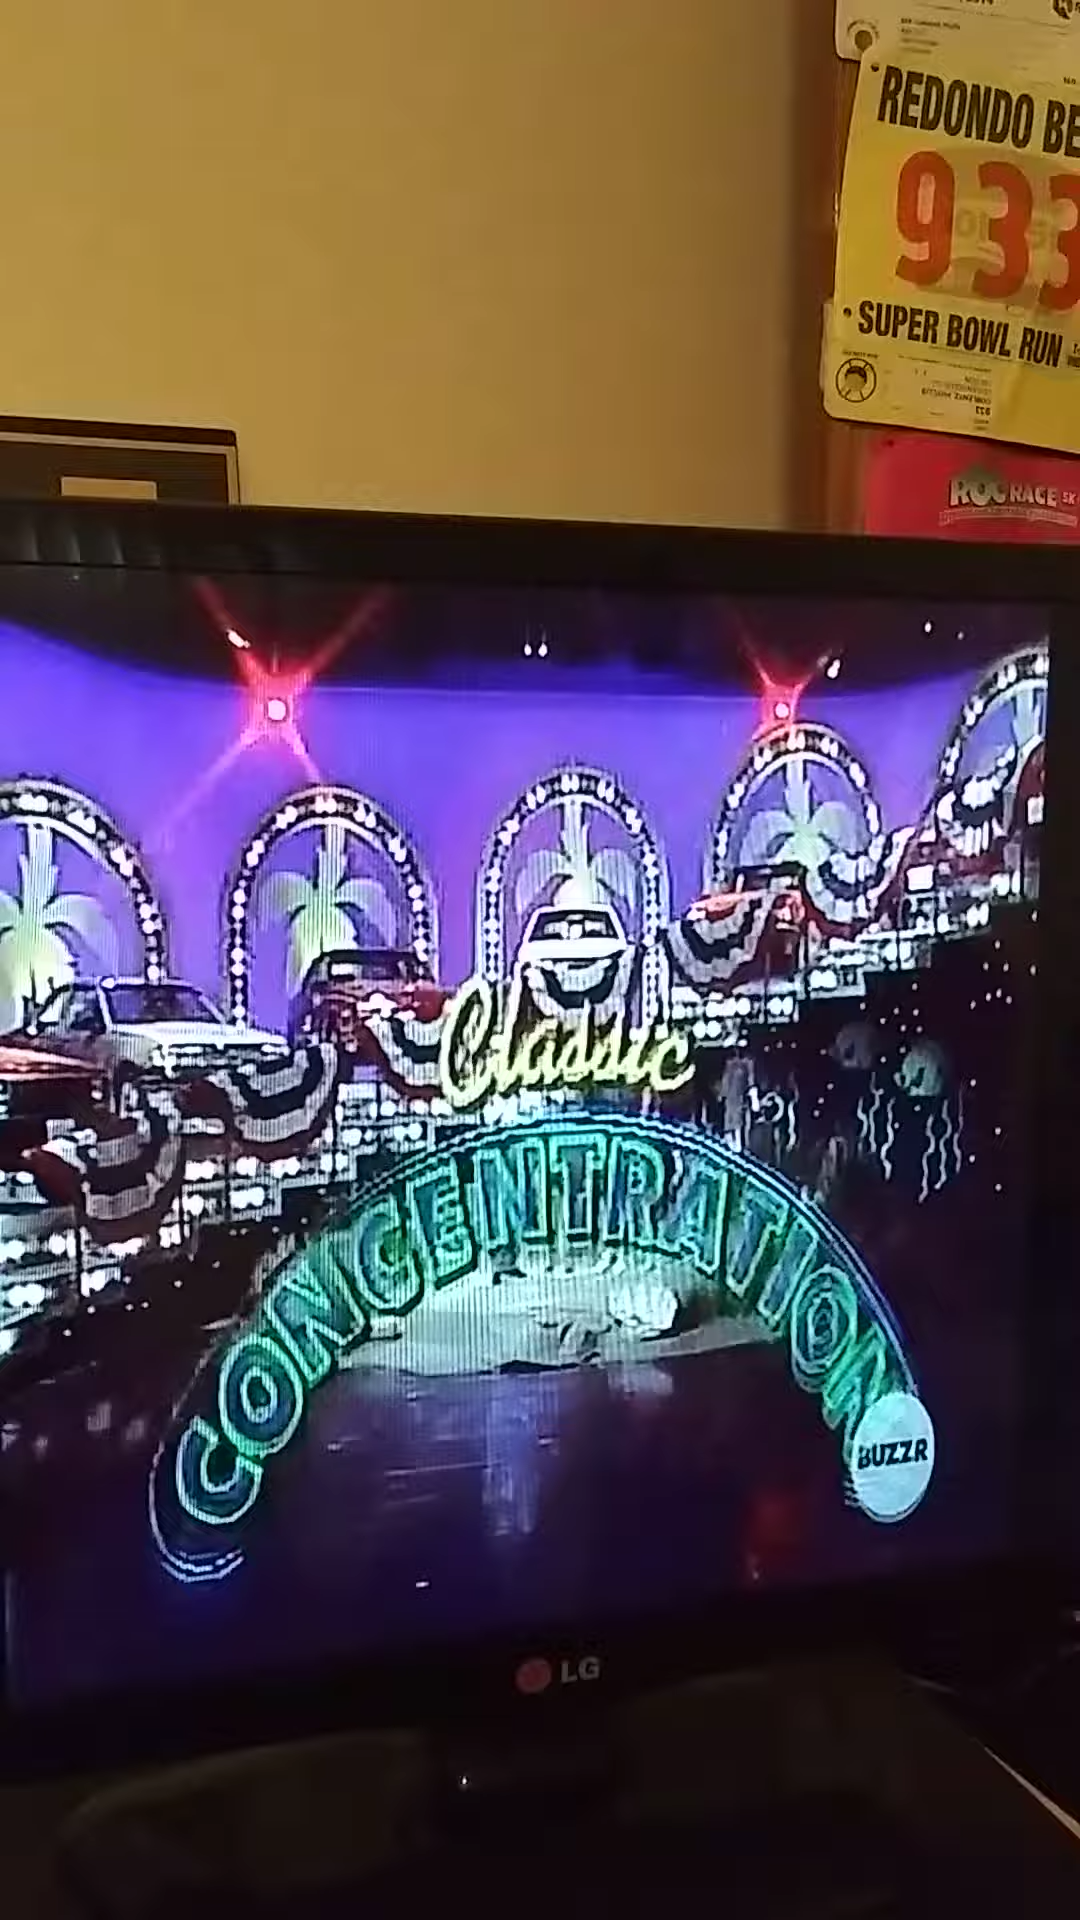 REDONDO BE
933
SUPER BOWL RUN
ROC RACE 5K
Classic
CONCENTRATION
BUZZR
LG